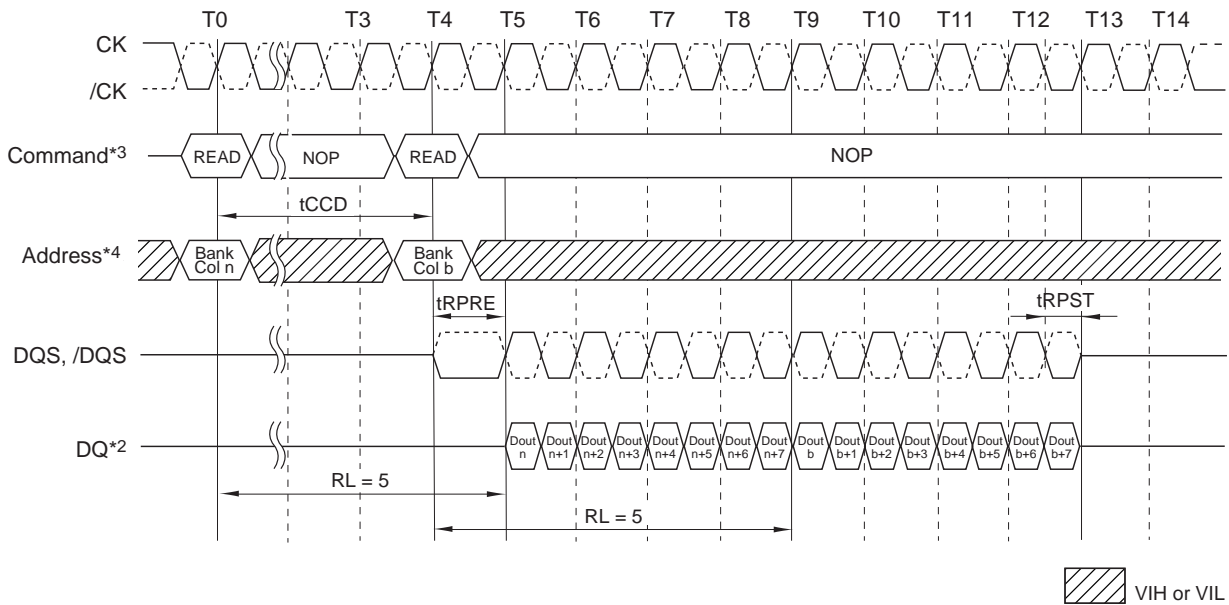 T0 T3 T4 T5 T6 T7 T8 T9 T10 T11 T12 T13 T14
CK
/CK
Command*3 READ NOP READ NOP
tCCD
Address*4 Bank Col n Bank Col b
tRPRE tRPST
DQS, /DQS
DQ*2 Dout n Dout n+1 Dout n+2 Dout n+3 Dout n+4 Dout n+5 Dout n+6 Dout n+7 Dout b Dout b+1 Dout b+2 Dout b+3 Dout b+4 Dout b+5 Dout b+6 Dout b+7
RL = 5
RL = 5
VIH or VIL